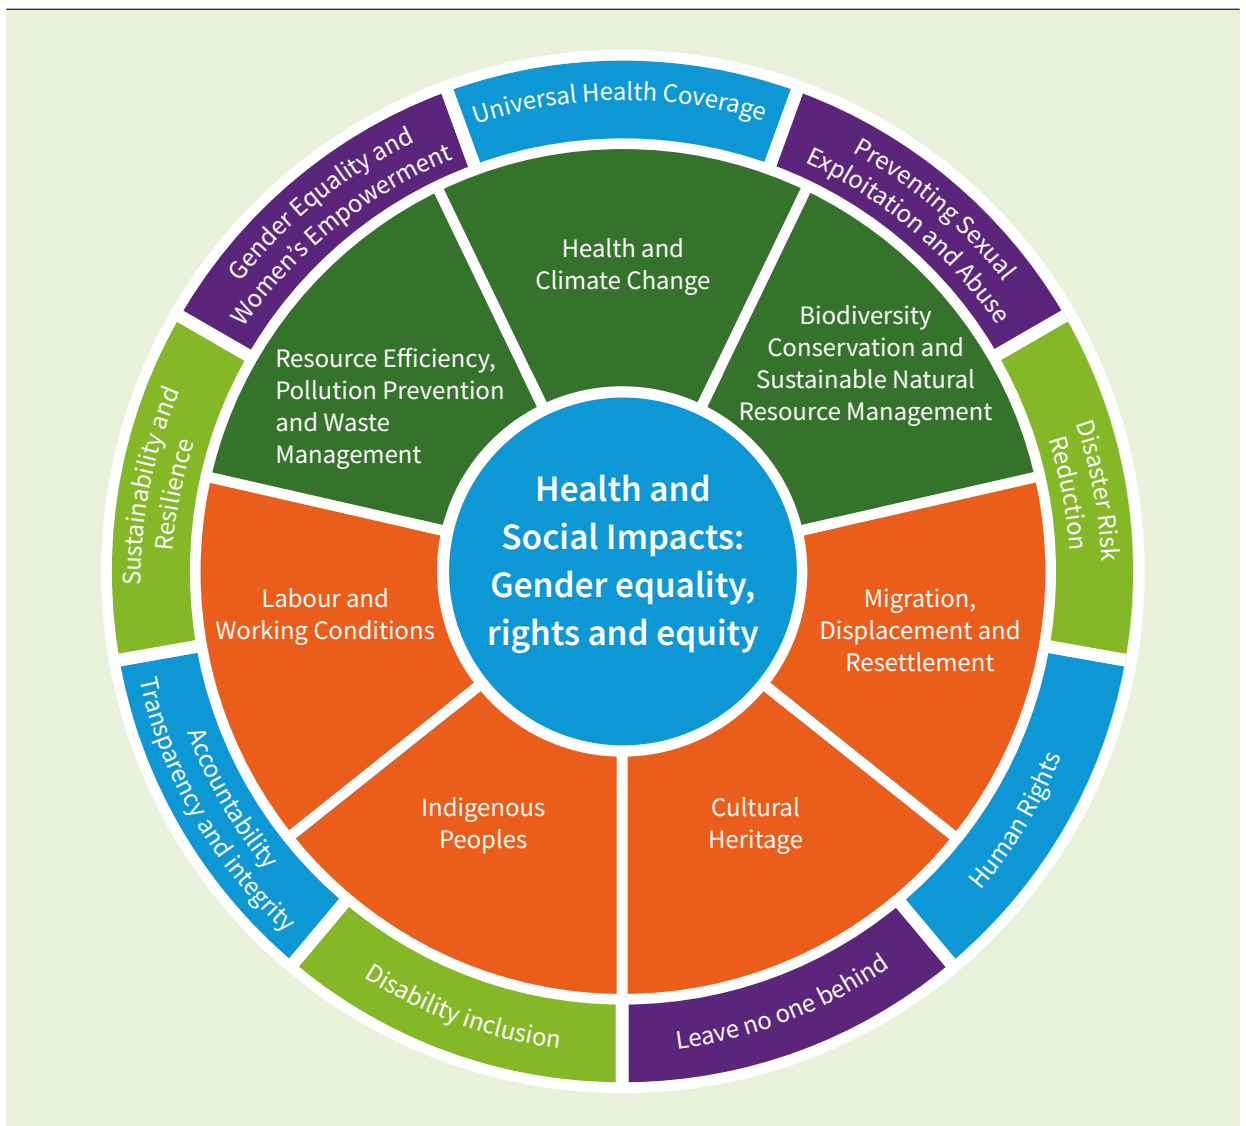 Universal Health Coverage
Preventing Sexual
Exploitation and Abuse
Disaster Risk
Reduction
Human Rights
Leave no one behind
Disability inclusion
Accountability
Transparency and integrity
Sustainability and
Resilience
Gender Equality and
Women’s Empowerment
Health and
Climate Change
Biodiversity
Conservation and
Sustainable Natural
Resource Management
Migration,
Displacement and
Resettlement
Cultural
Heritage
Indigenous
Peoples
Labour and
Working Conditions
Resource Efficiency,
Pollution Prevention
and Waste
Management
Health and
Social Impacts:
Gender equality,
rights and equity